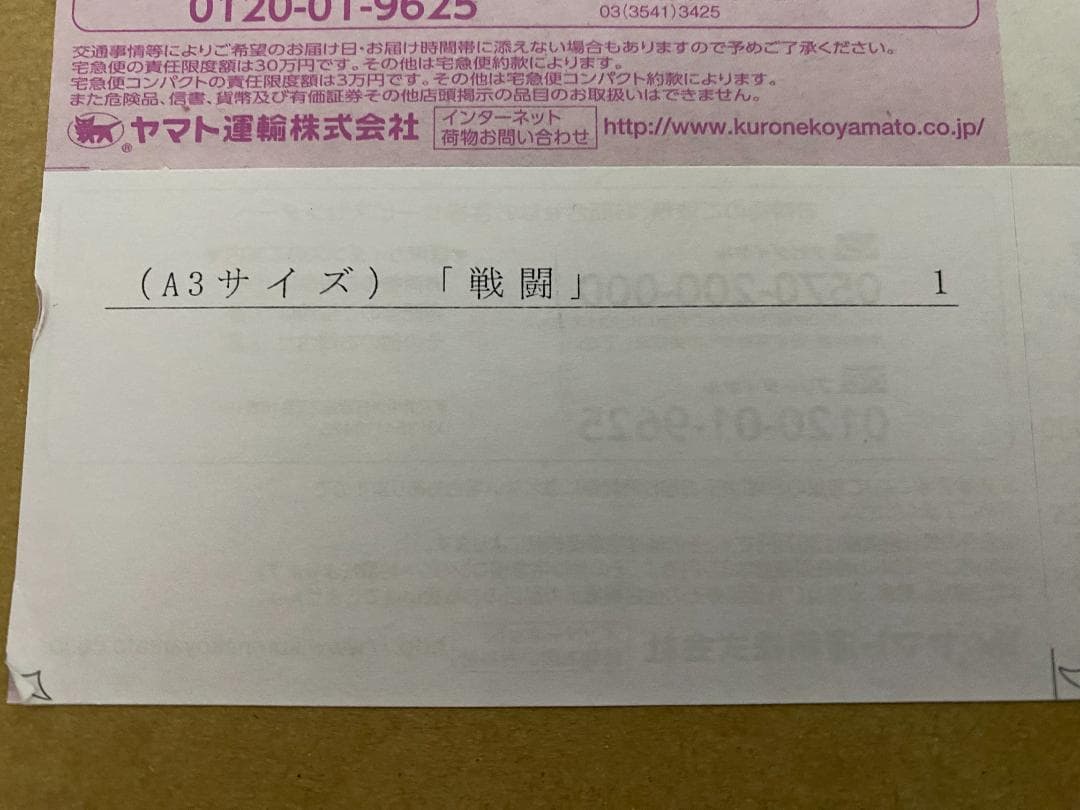 0120-01-9625
03(3541)3425
交通事情等によりご希望のお届け日・お届け時間帯に添えない場合もありますので予めご了承ください。
宅急便の責任限度額は30万円です。その他は宅急便約款によります。
宅急便コンパクトの責任限度額は3万円です。その他は宅急便コンパクト約款によります。
また危険品、信書、貨幣及び有価証券その他店頭掲示の品目のお取扱いはできません。
®ヤマト運輸株式会社 インターネット 荷物お問い合わせ http://www.kuronekoyamato.co.jp/
(A3サイズ)「戦闘」 1